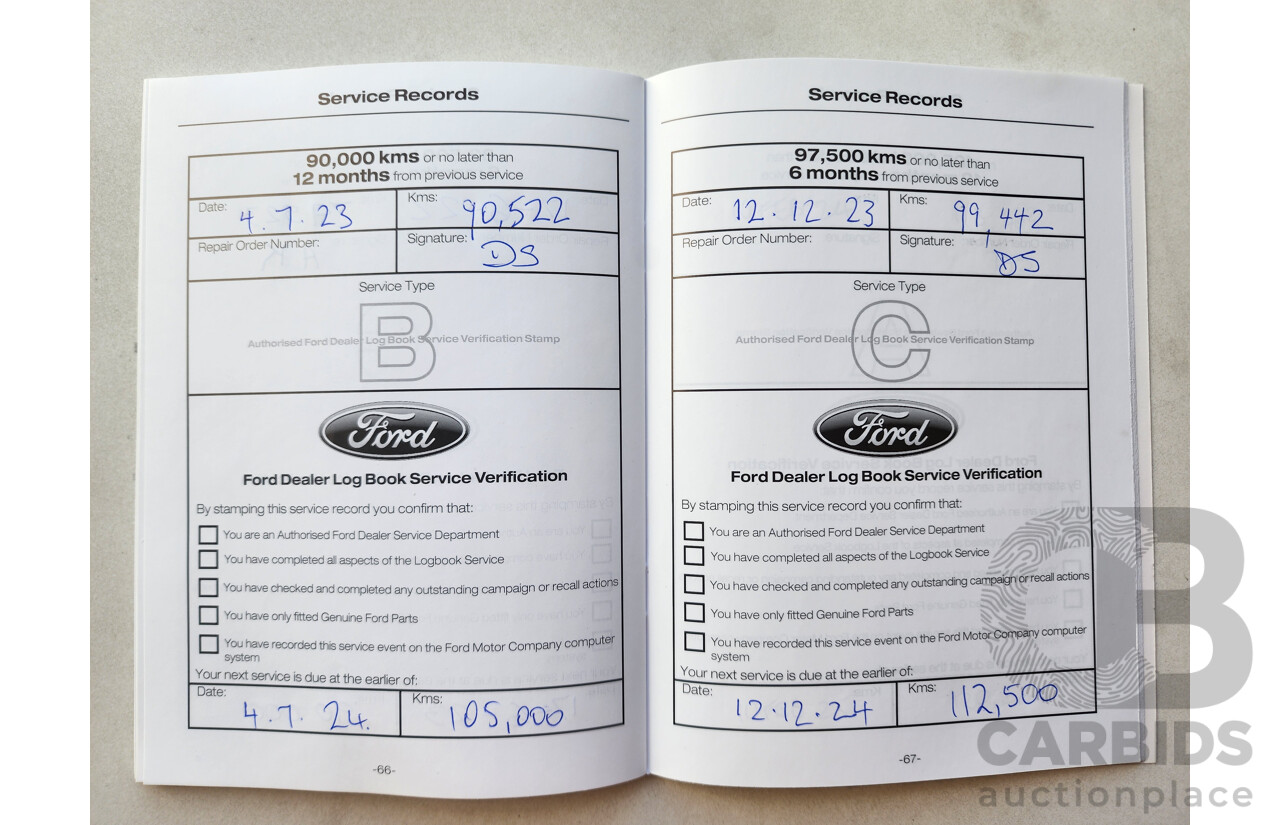 Service Records
90,000 kms or no later than
12 months from previous service
Date: 4.7.23 Kms: 90,522
Repair Order Number: Signature: DS
Service Type
B
Authorised Ford Dealer Log Book Service Verification Stamp
Ford
Ford Dealer Log Book Service Verification
By stamping this service record you confirm that:
You are an Authorised Ford Dealer Service Department
You have completed all aspects of the Logbook Service
You have checked and completed any outstanding campaign or recall actions
You have only fitted Genuine Ford Parts
You have recorded this service event on the Ford Motor Company computer
system
Your next service is due at the earlier of:
Date: 4.7.24. Kms: 105,000
-66-
Service Records
97,500 kms or no later than
6 months from previous service
Date: 12.12.23 Kms: 99,442
Repair Order Number: Signature: DS
Service Type
C
Authorised Ford Dealer Log Book Service Verification Stamp
Ford
Ford Dealer Log Book Service Verification
By stamping this service record you confirm that:
You are an Authorised Ford Dealer Service Department
You have completed all aspects of the Logbook Service
You have checked and completed any outstanding campaign or recall actions
You have only fitted Genuine Ford Parts
You have recorded this service event on the Ford Motor Company computer
system
Your next service is due at the earlier of:
Date: 12.12.24 Kms: 112,500
-67-
CB
CARBIDS
auctionplace